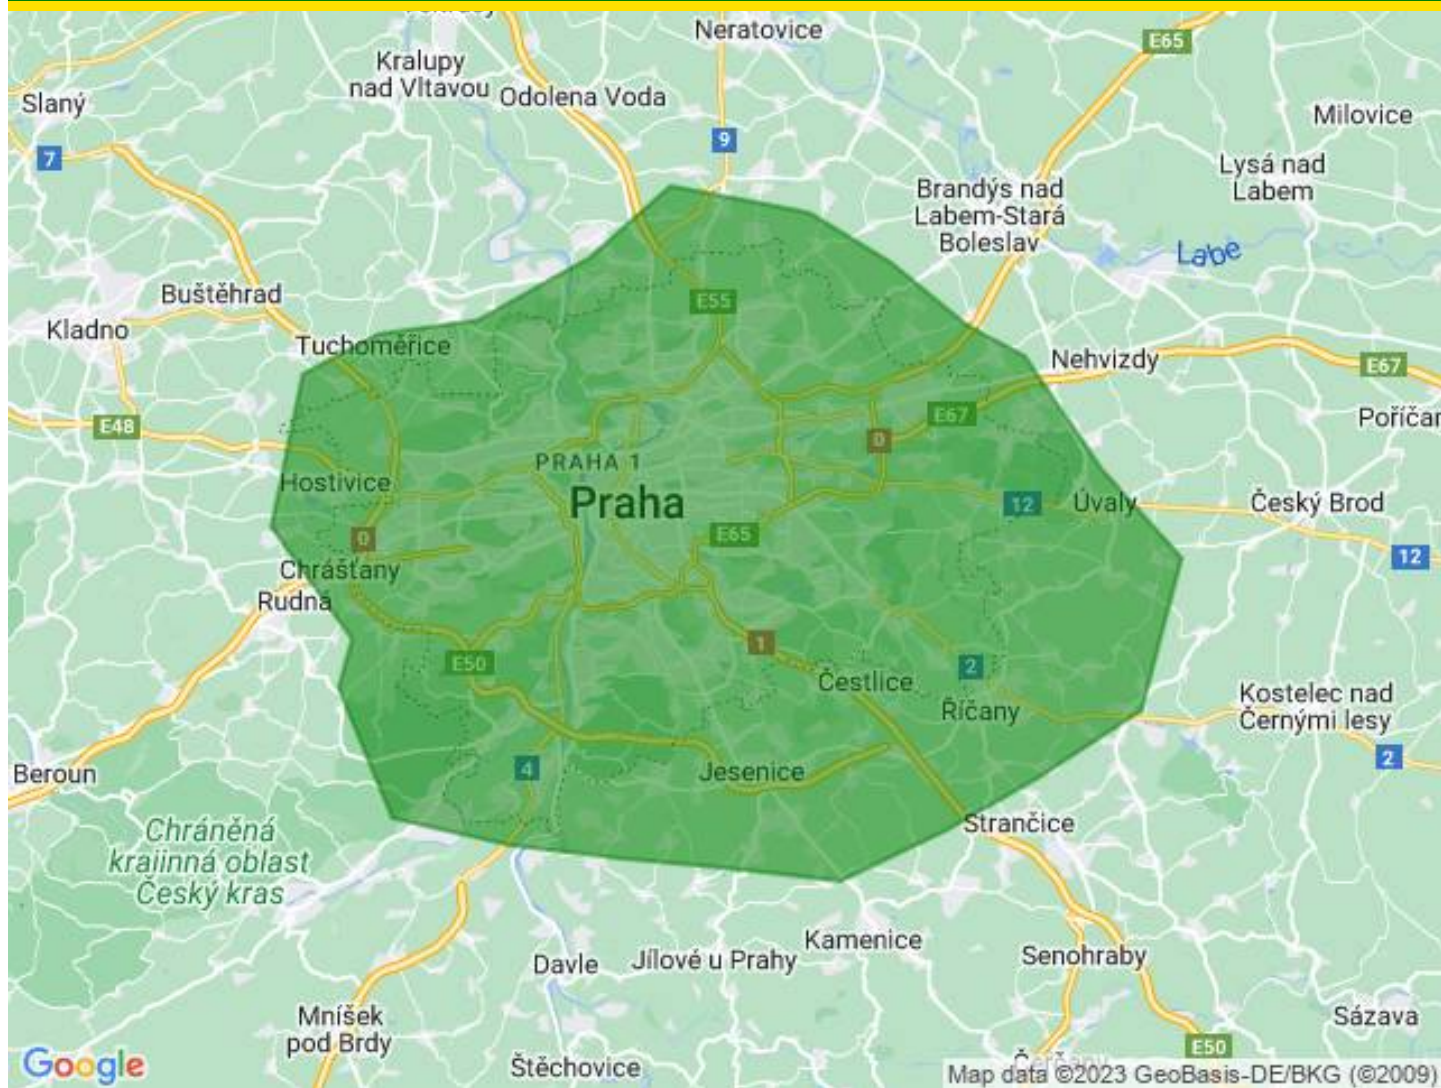 Neratovice
E65
Kralupy
nad Vltavou
Odolena Voda
Slaný
Milovice
9
7
Lysá nad
Labem
Brandýs nad
Labem-Stará
Boleslav
Labe
Buštěhrad
E55
Kladno
Tuchoměřice
Nehvizdy
E67
E48
E67
Poříčar
0
PRAHA 1
Hostivice
Praha
12
Úvaly
Český Brod
E65
0
12
Chrášťany
Rudná
1
E50
2
Čestlice
Říčany
Kostelec nad
Černými lesy
4
Jesenice
2
Beroun
Strančice
Chráněná
krajinná oblast
Český kras
Kamenice
Senohraby
Davle
Jílové u Prahy
Mníšek
pod Brdy
Sázava
E50
Štěchovice
Google
Map data ©2023 GeoBasis-DE/BKG (©2009)